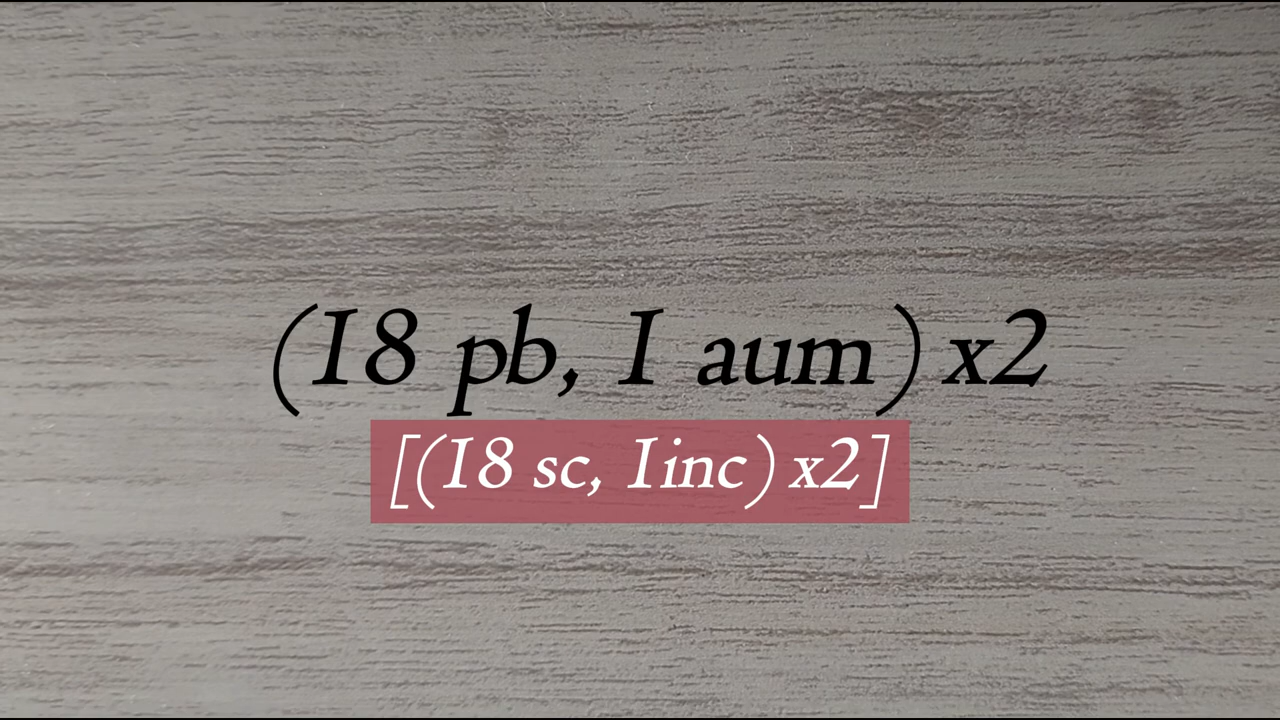 (18 pb, 1 aum) x2
[(18 sc, 1inc) x2]